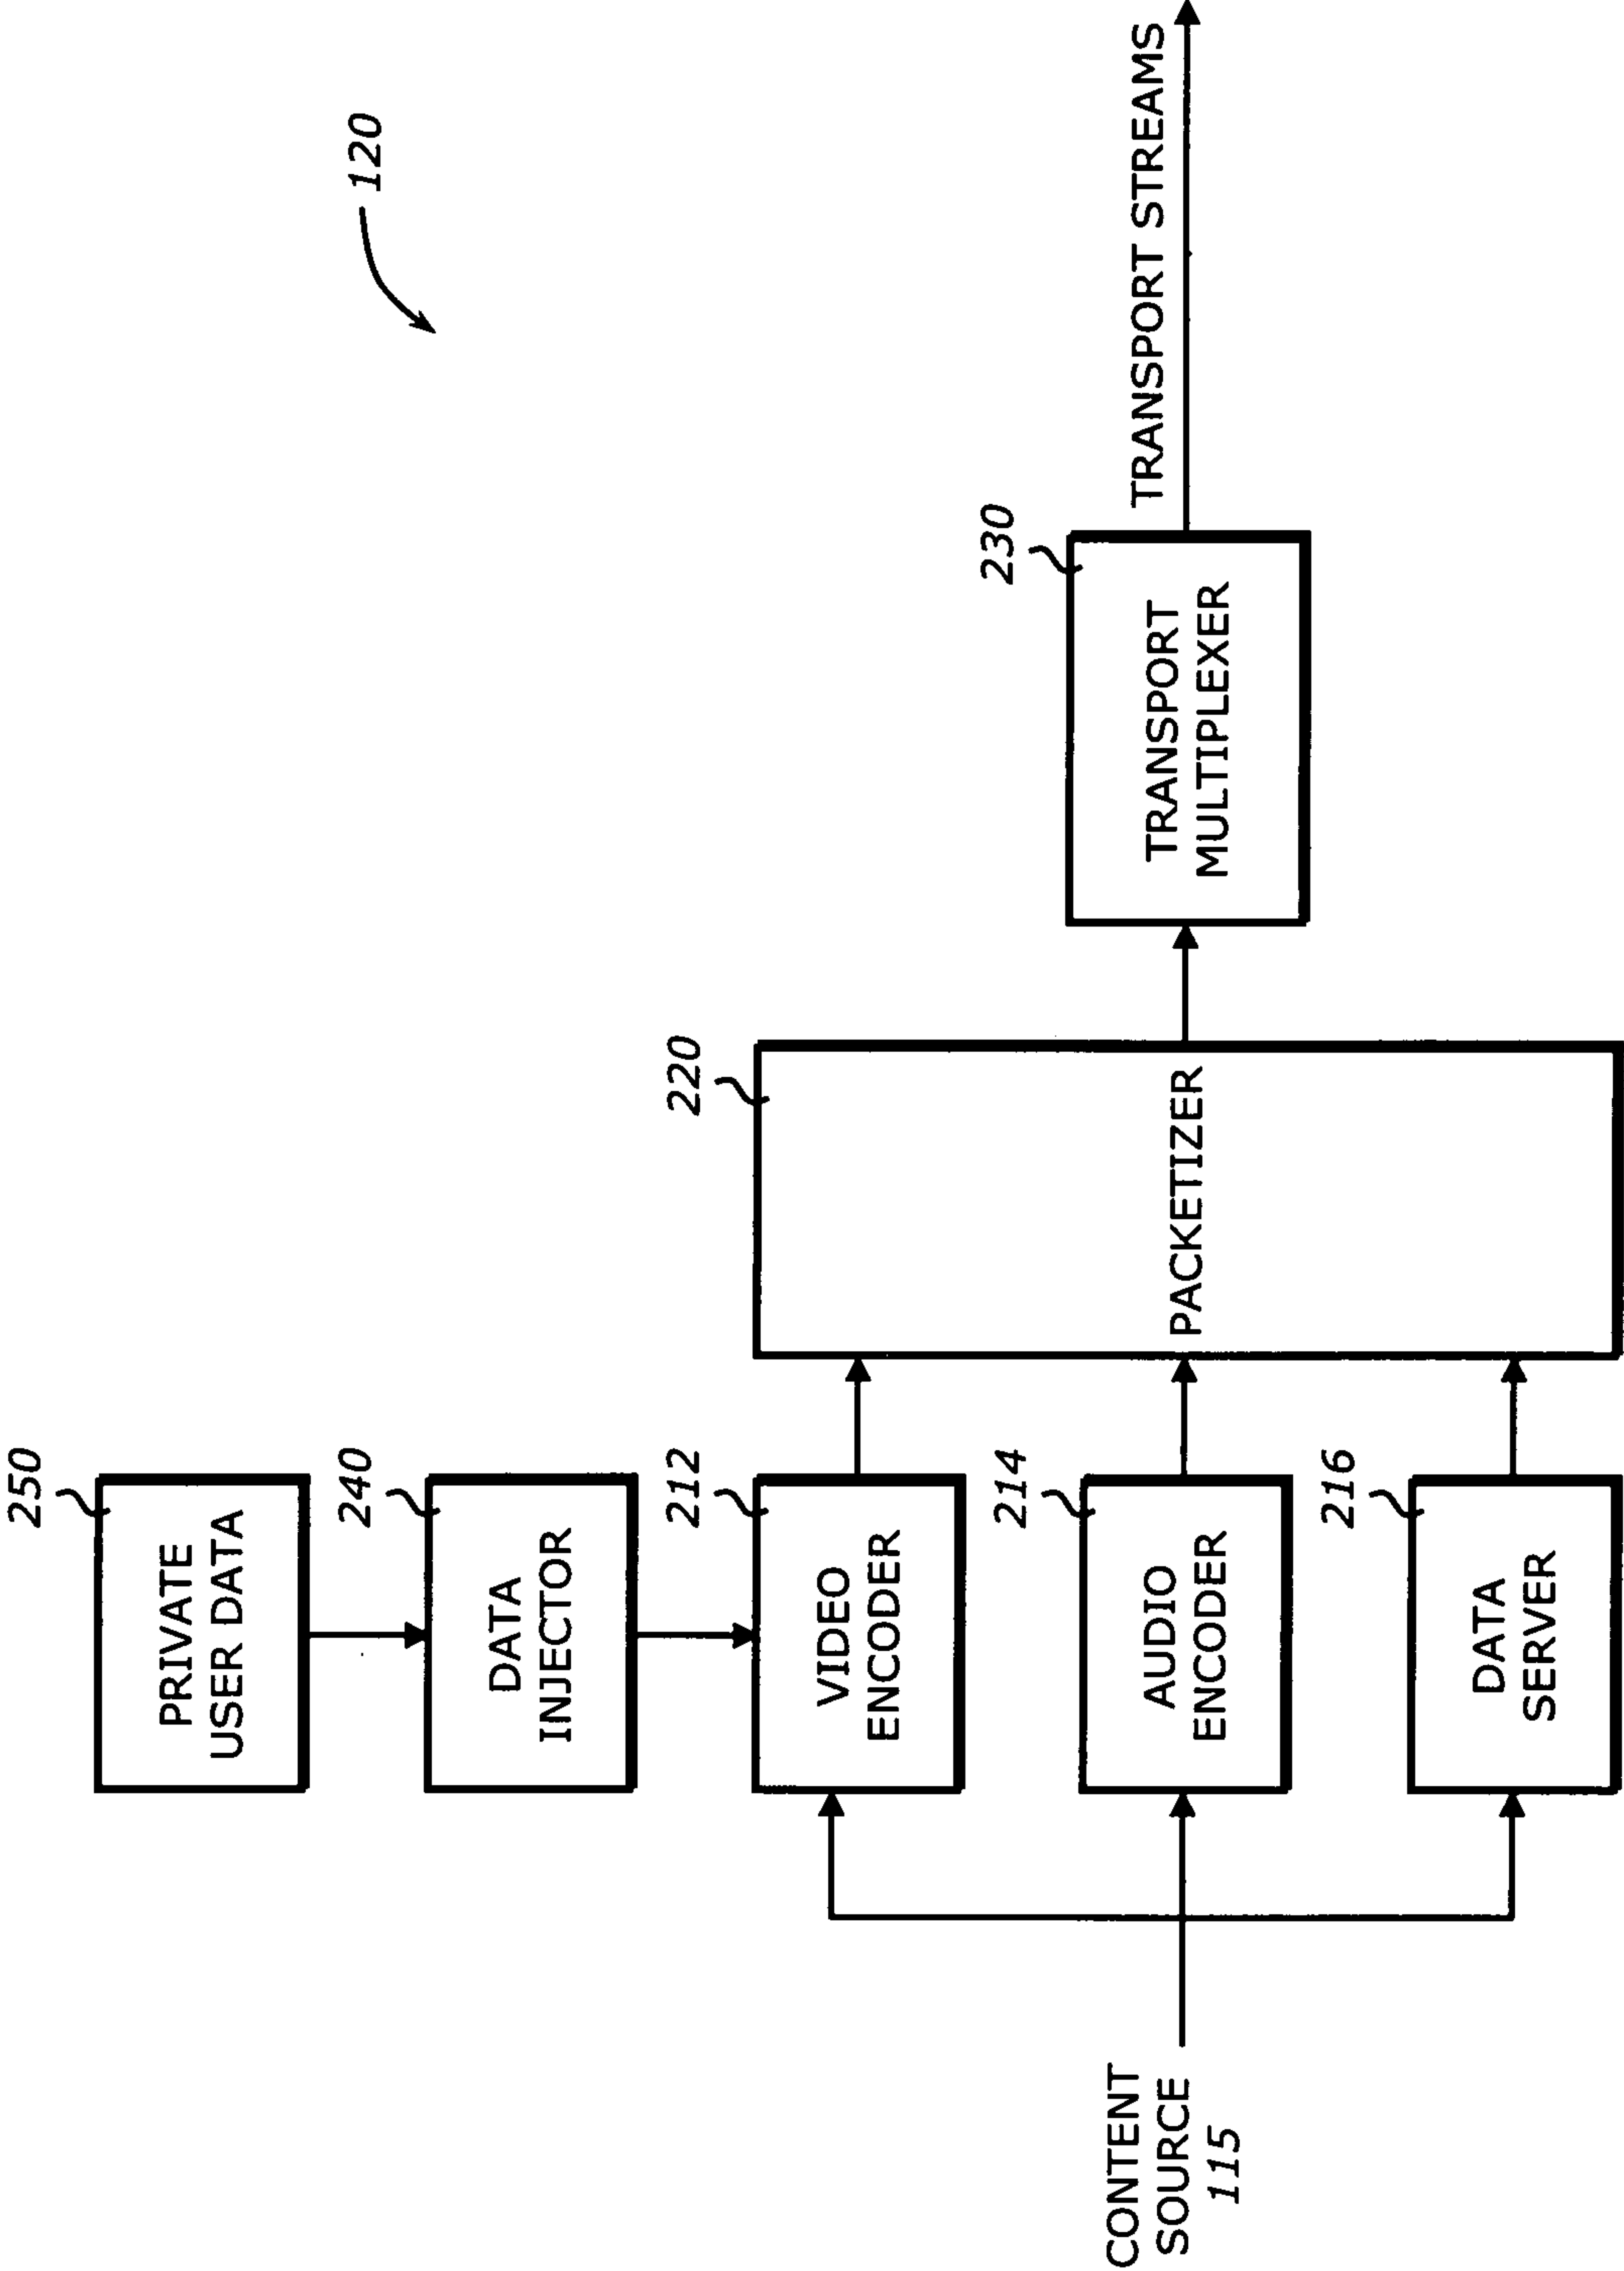 120
250
PRIVATE
USER DATA
240
DATA
INJECTOR
212
VIDEO
ENCODER
220
PACKETIZER
230
TRANSPORT
MULTIPLEXER
TRANSPORT STREAMS
CONTENT
SOURCE
115
214
AUDIO
ENCODER
216
DATA
SERVER